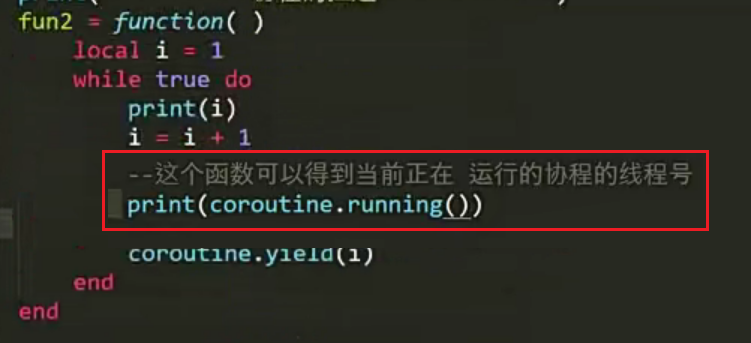 fun2 = function( )
local i = 1
while true do
print(i)
i = i + 1
--这个函数可以得到当前正在 运行的协程的线程号
print(coroutine.running())
coroutine.yield(i)
end
end